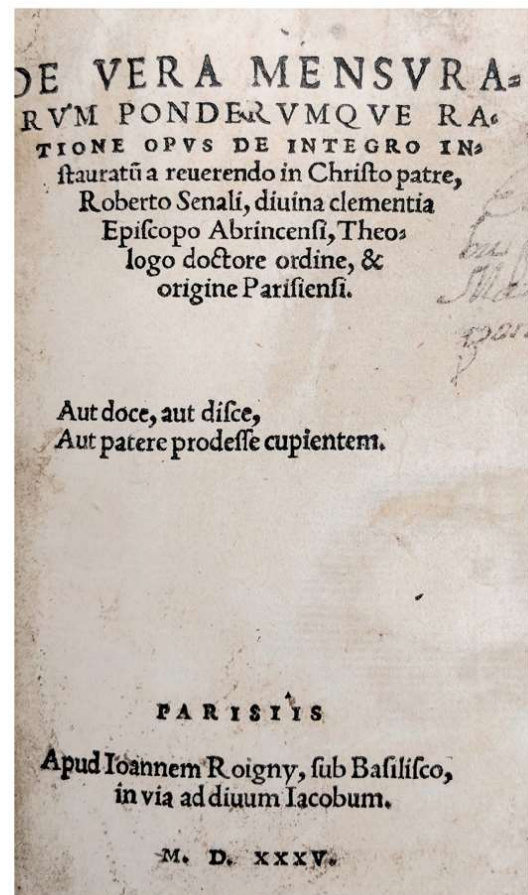 DE VERA MENSVRA⸗
RVM PONDERVMQVE RA⸗
TIONE OPVS DE INTEGRO IN⸗
ſtauratũ a reuerendo in Chriſto patre,
Roberto Senali, diuina clementia
Epiſcopo Abrincenſi, Theo⸗
logo doctore ordine, &
origine Pariſienſi.
Aut doce, aut diſce,
Aut patere prodeſſe cupientem.
PARISIIS
Apud Ioannem Roigny, ſub Baſiliſco,
in via ad diuum Iacobum.
M. D. XXXV.